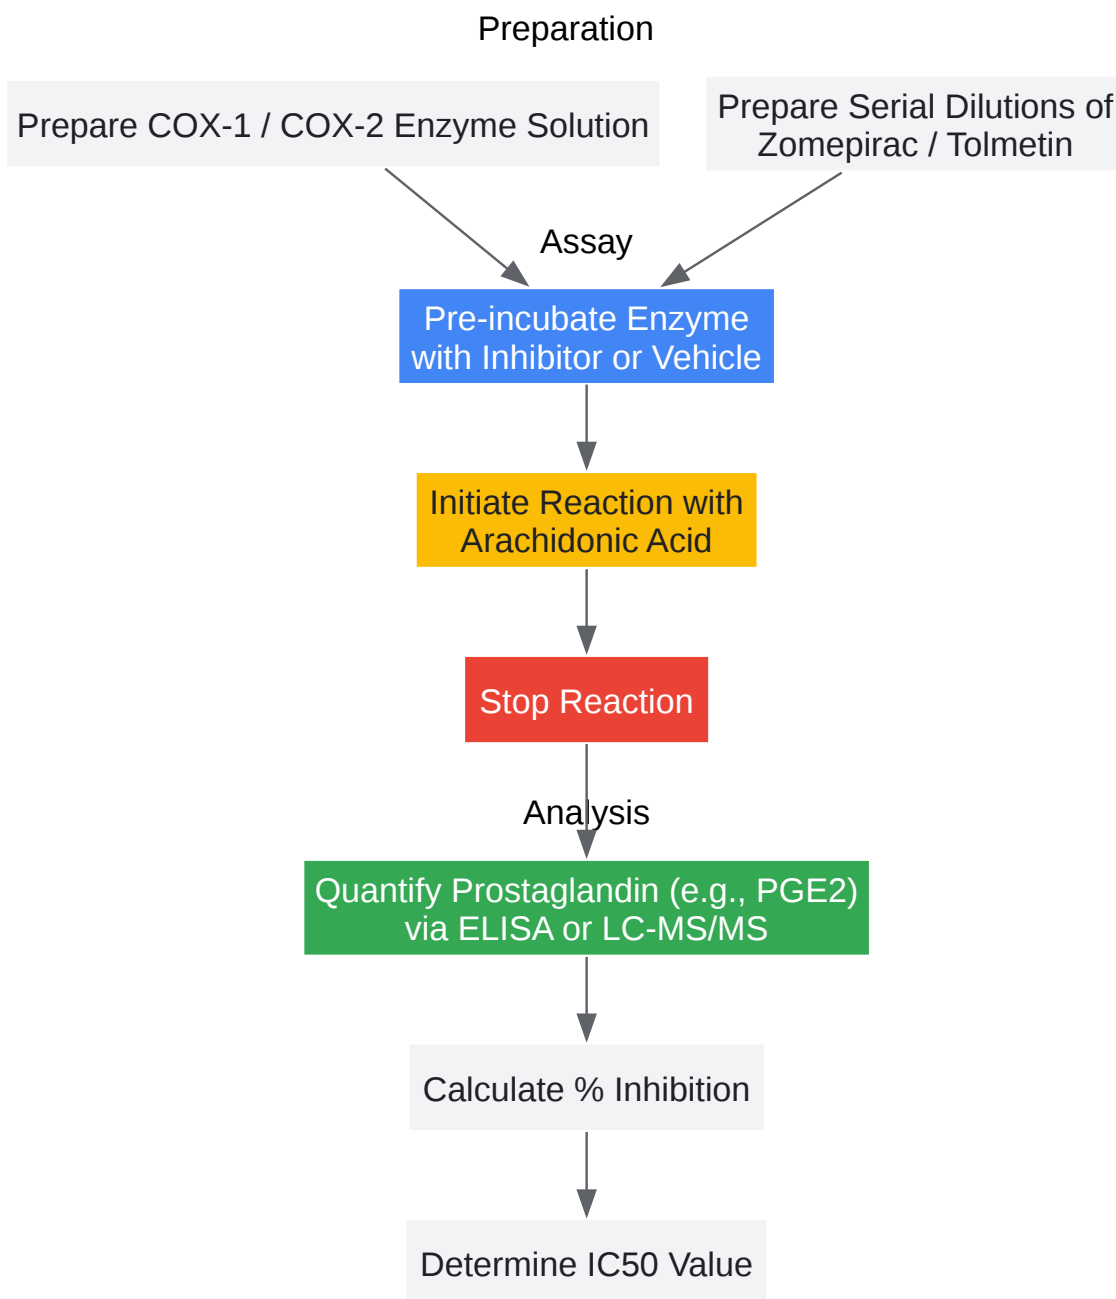 Preparation
Prepare COX-1 / COX-2 Enzyme Solution
Prepare Serial Dilutions of
Zomepirac / Tolmetin
Assay
Pre-incubate Enzyme
with Inhibitor or Vehicle
Initiate Reaction with
Arachidonic Acid
Stop Reaction
Analysis
Quantify Prostaglandin (e.g., PGE2)
via ELISA or LC-MS/MS
Calculate % Inhibition
Determine IC50 Value